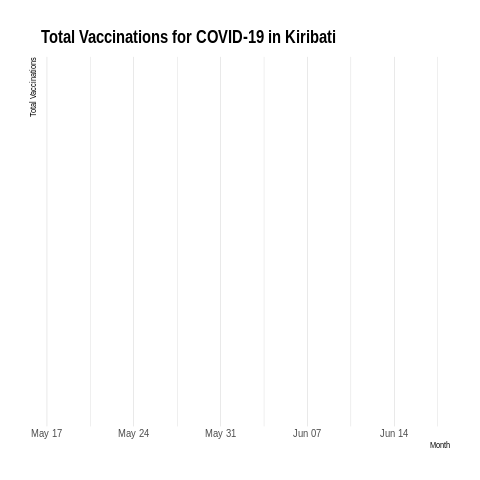 Total Vaccinations for COVID-19 in Kiribati
Total Vaccinations
May 17
May 24
May 31
Jun 07
Jun 14
Month